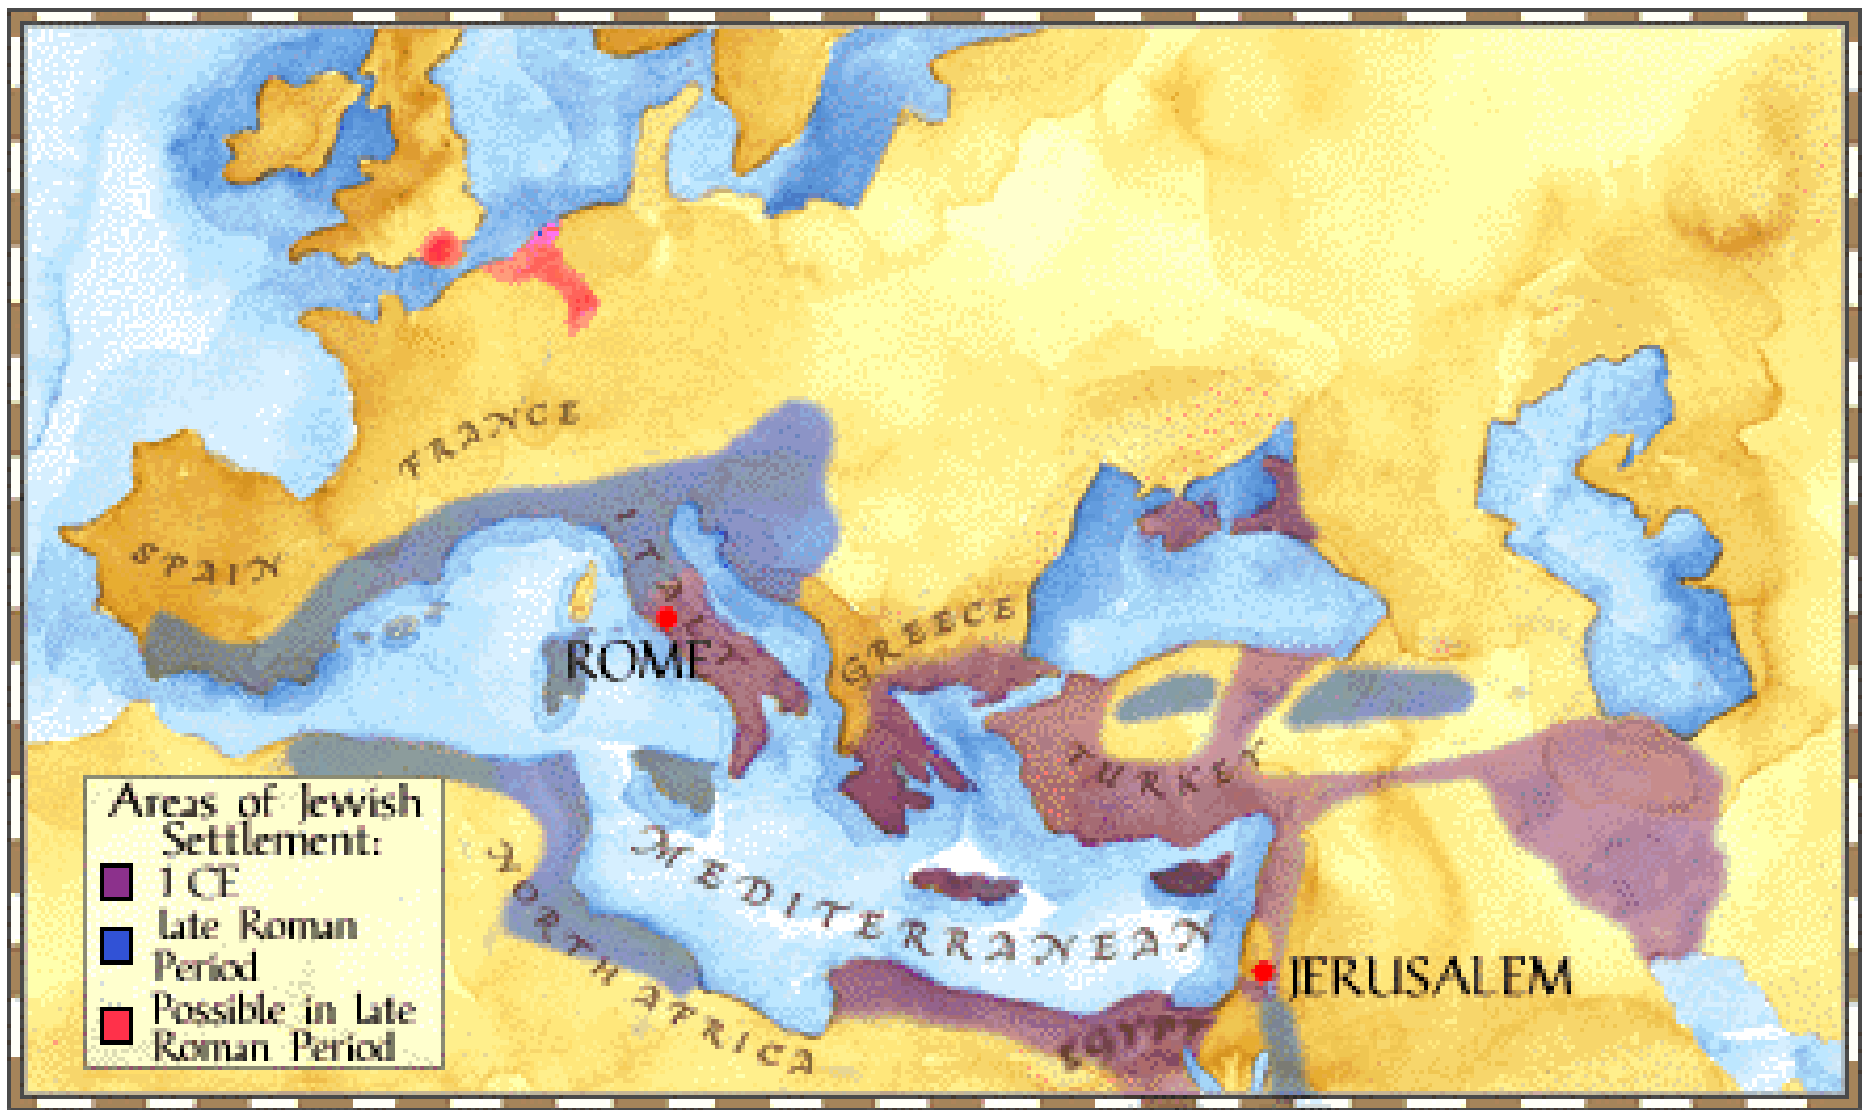 FRANCE
SPAIN
ITALY
ROME
GREECE
TURKEY
MEDITERRANEAN
NORTH AFRICA
EGYPT
JERUSALEM
Areas of Jewish
Settlement:
1 CE
late Roman
Period
Possible in late
Roman Period